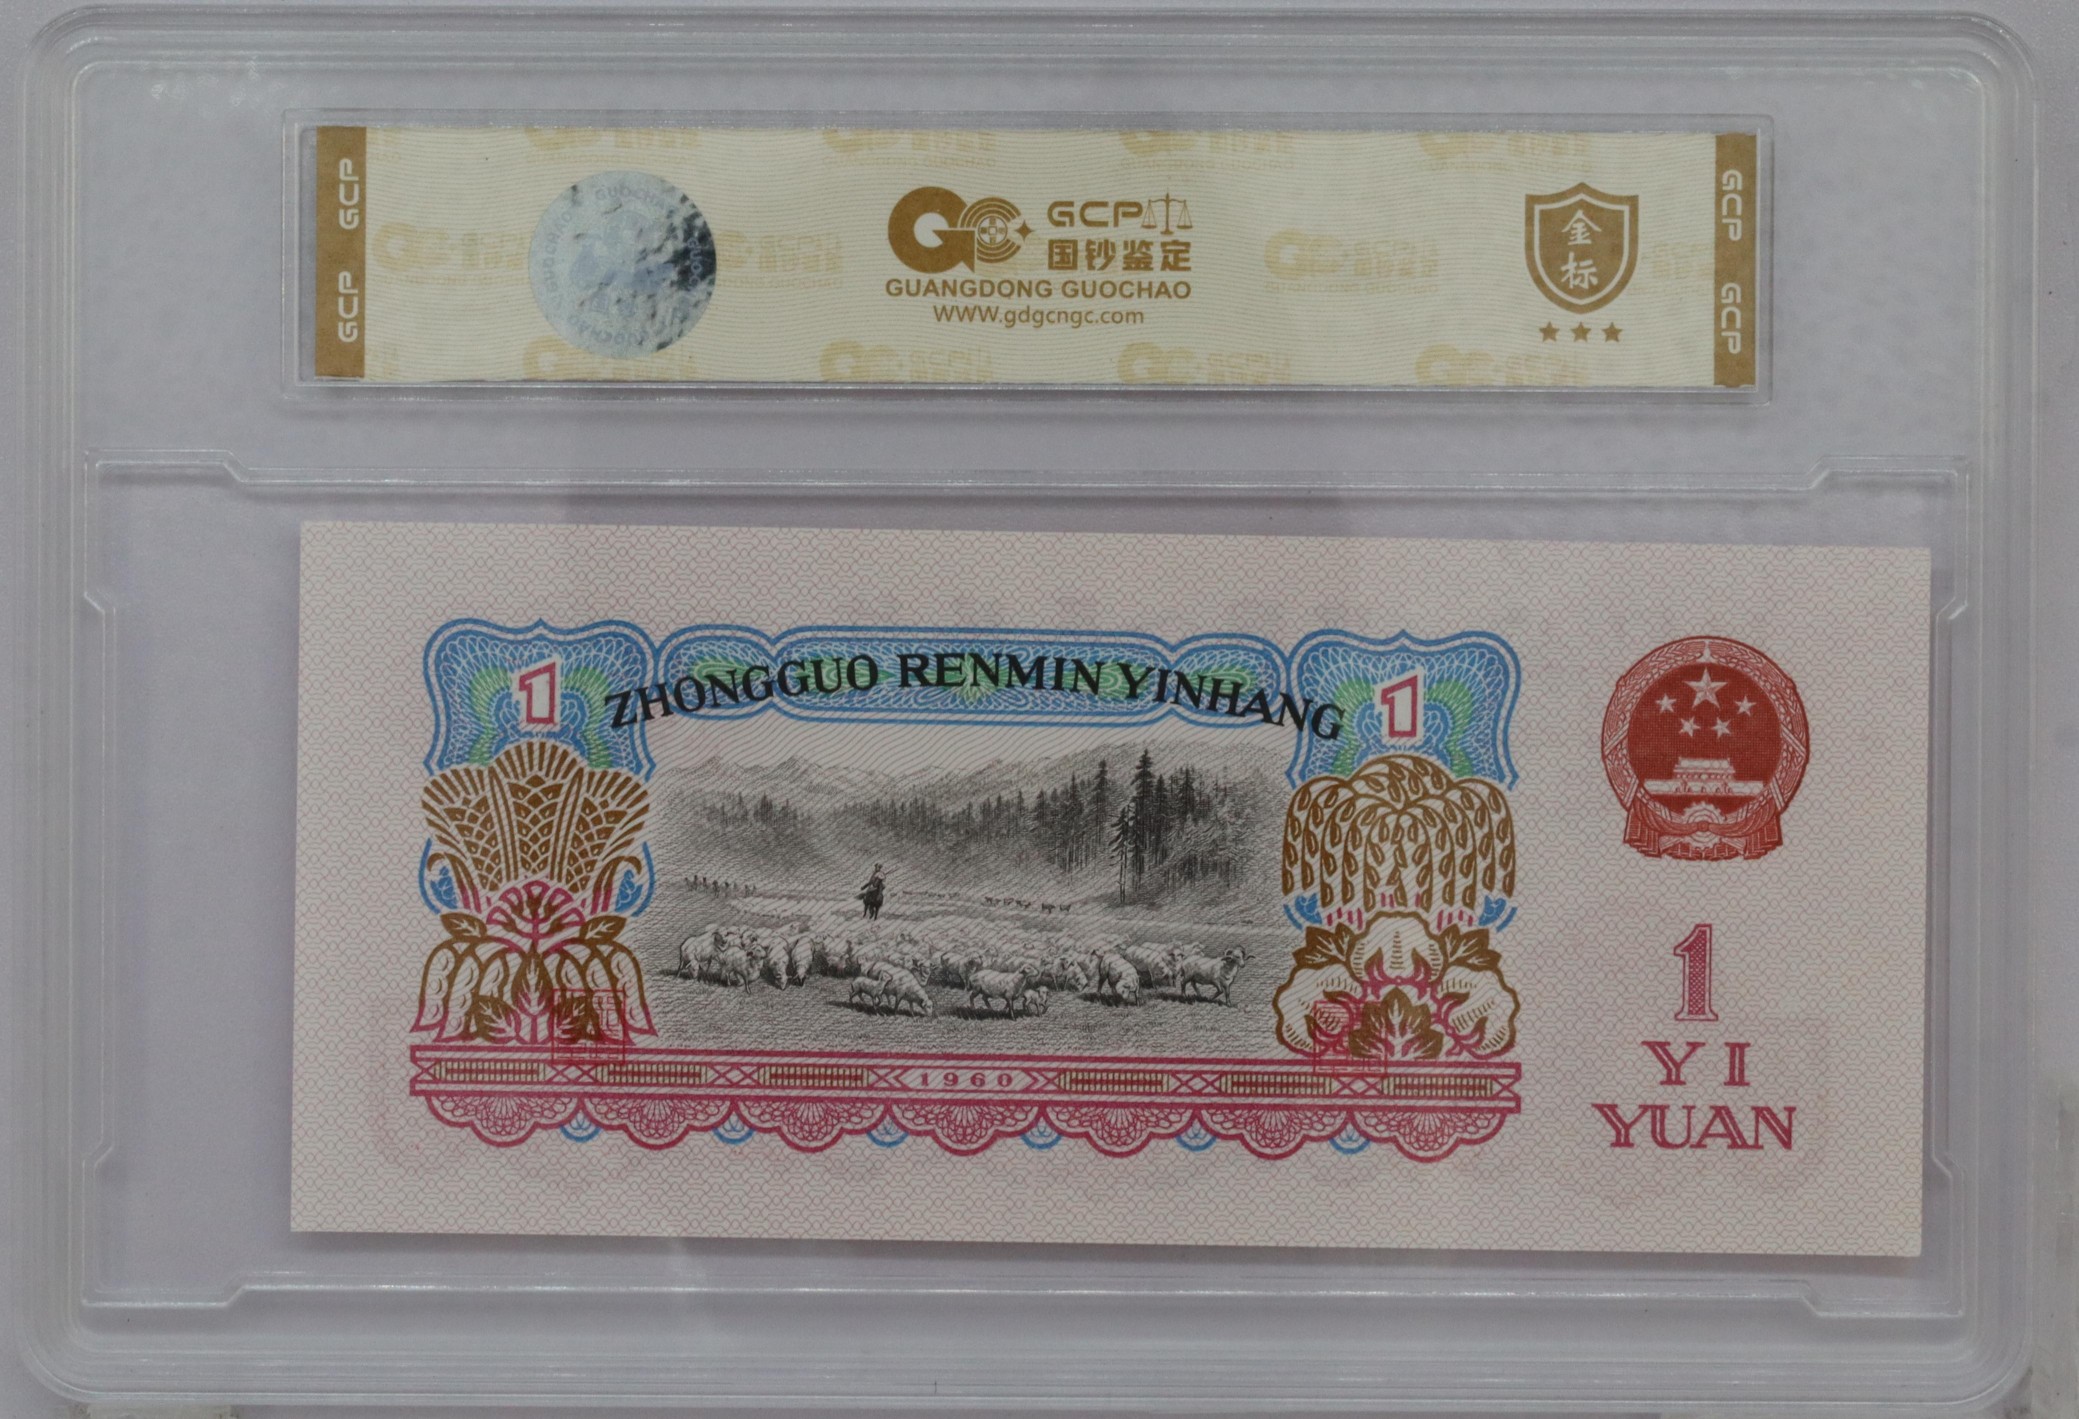 GCP GCP
GCP
国钞鉴定
GUANGDONG GUOCHAO
WWW.gdgcngc.com
金标
GCP GCP
1
ZHONGGUO RENMIN YINHANG
1
1960
1
YI
YUAN